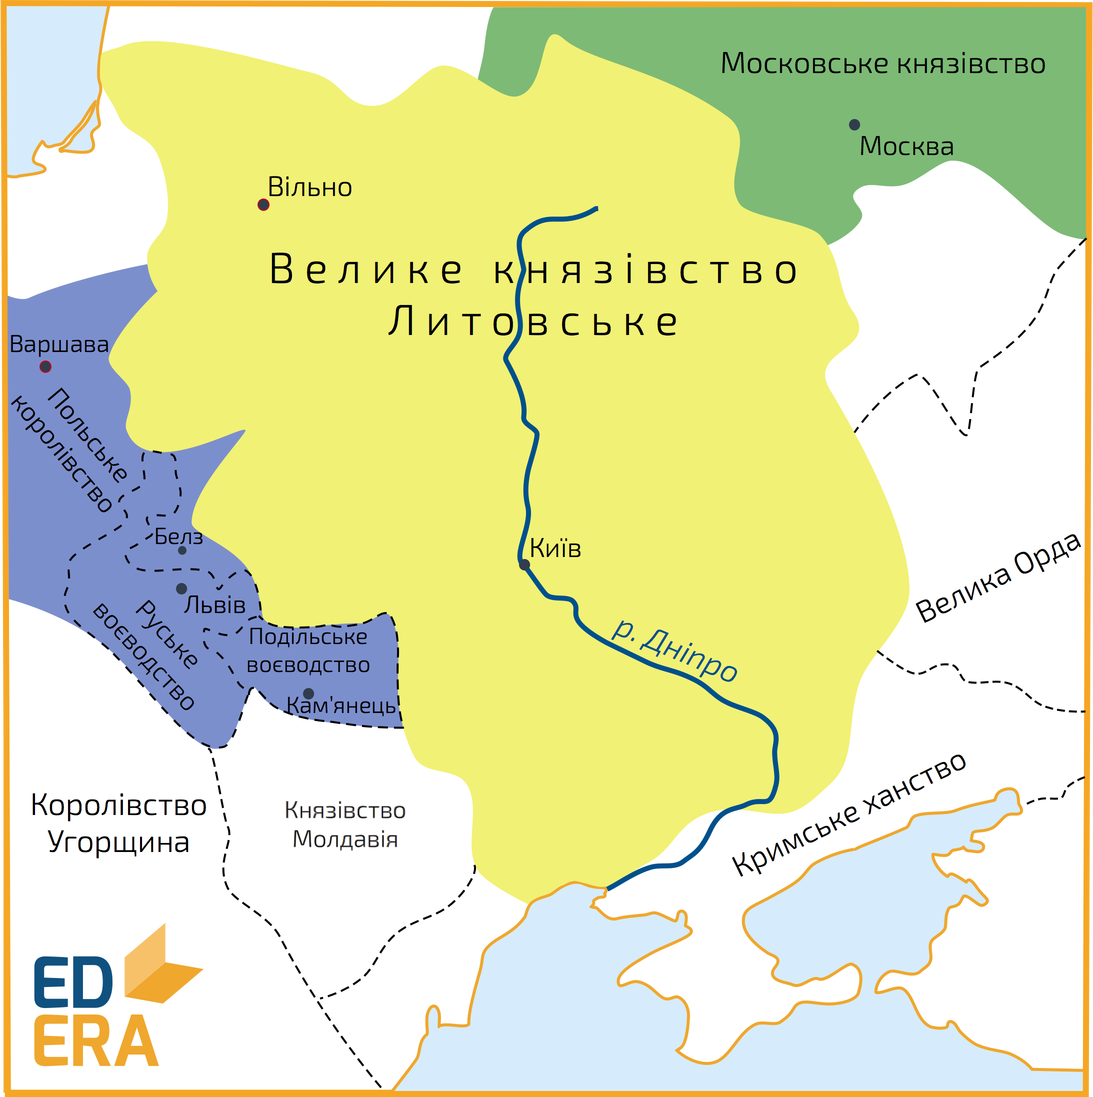 Московське князівство
Москва
Вільно
Велике князівство
Литовське
Варшава
Польське
королівство
Белз
Львів
Руське
воєводство
Подільське
воєводство
Кам'янець
Київ
р. Дніпро
Велика Орда
Кримське ханство
Королівство
Угорщина
Князівство
Молдавія
ED
ERA